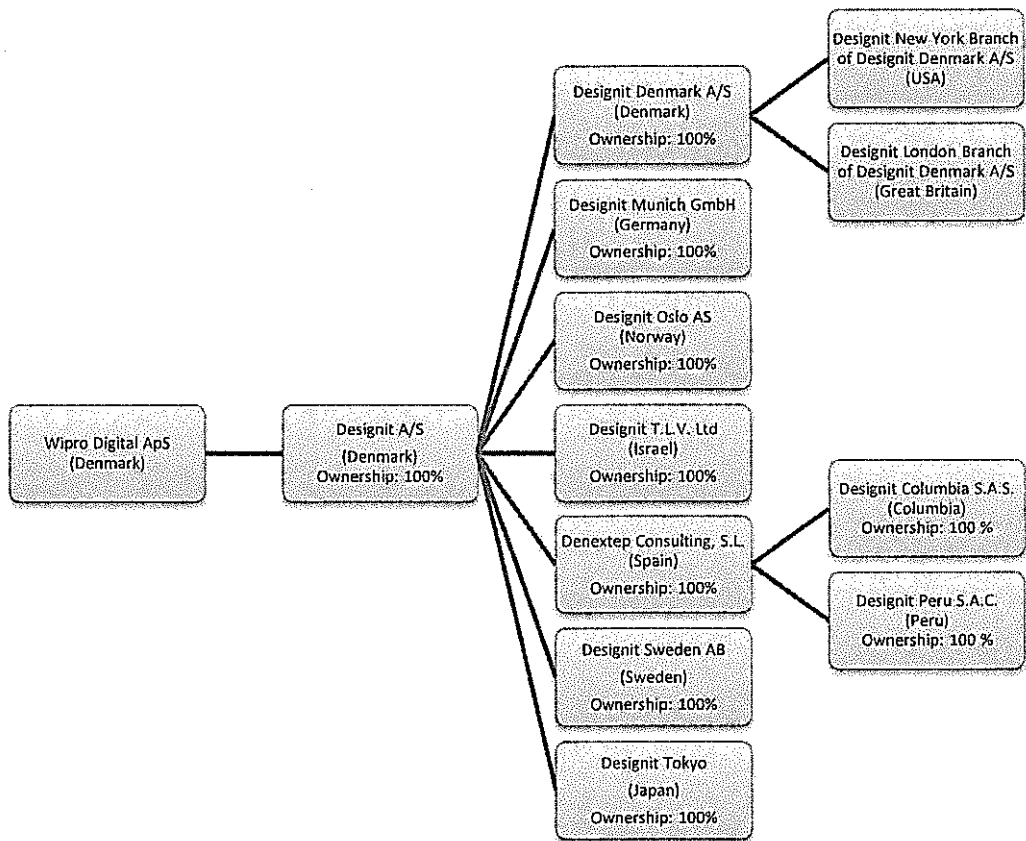 Wipro Digital ApS
(Denmark)
Designit A/S
(Denmark)
Ownership: 100%
Designit Denmark A/S
(Denmark)
Ownership: 100%
Designit New York Branch
of Designit Denmark A/S
(USA)
Designit London Branch
of Designit Denmark A/S
(Great Britain)
Designit Munich GmbH
(Germany)
Ownership: 100%
Designit Oslo AS
(Norway)
Ownership: 100%
Designit T.L.V. Ltd
(Israel)
Ownership: 100%
Denextep Consulting, S.L.
(Spain)
Ownership: 100%
Designit Columbia S.A.S.
(Columbia)
Ownership: 100 %
Designit Peru S.A.C.
(Peru)
Ownership: 100 %
Designit Sweden AB
(Sweden)
Ownership: 100%
Designit Tokyo
(Japan)
Ownership: 100%